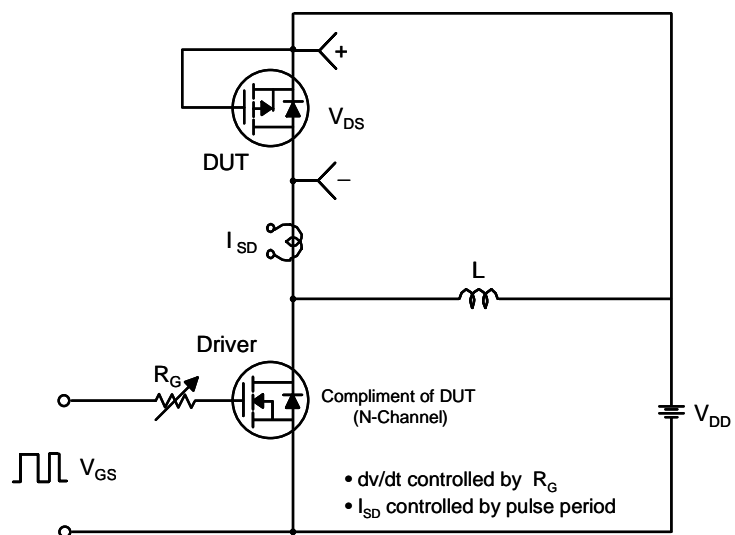 +
V_DS
DUT
−
I_SD
L
Driver
R_G
Compliment of DUT
(N-Channel)
V_DD
V_GS
• dv/dt controlled by R_G
• I_SD controlled by pulse period